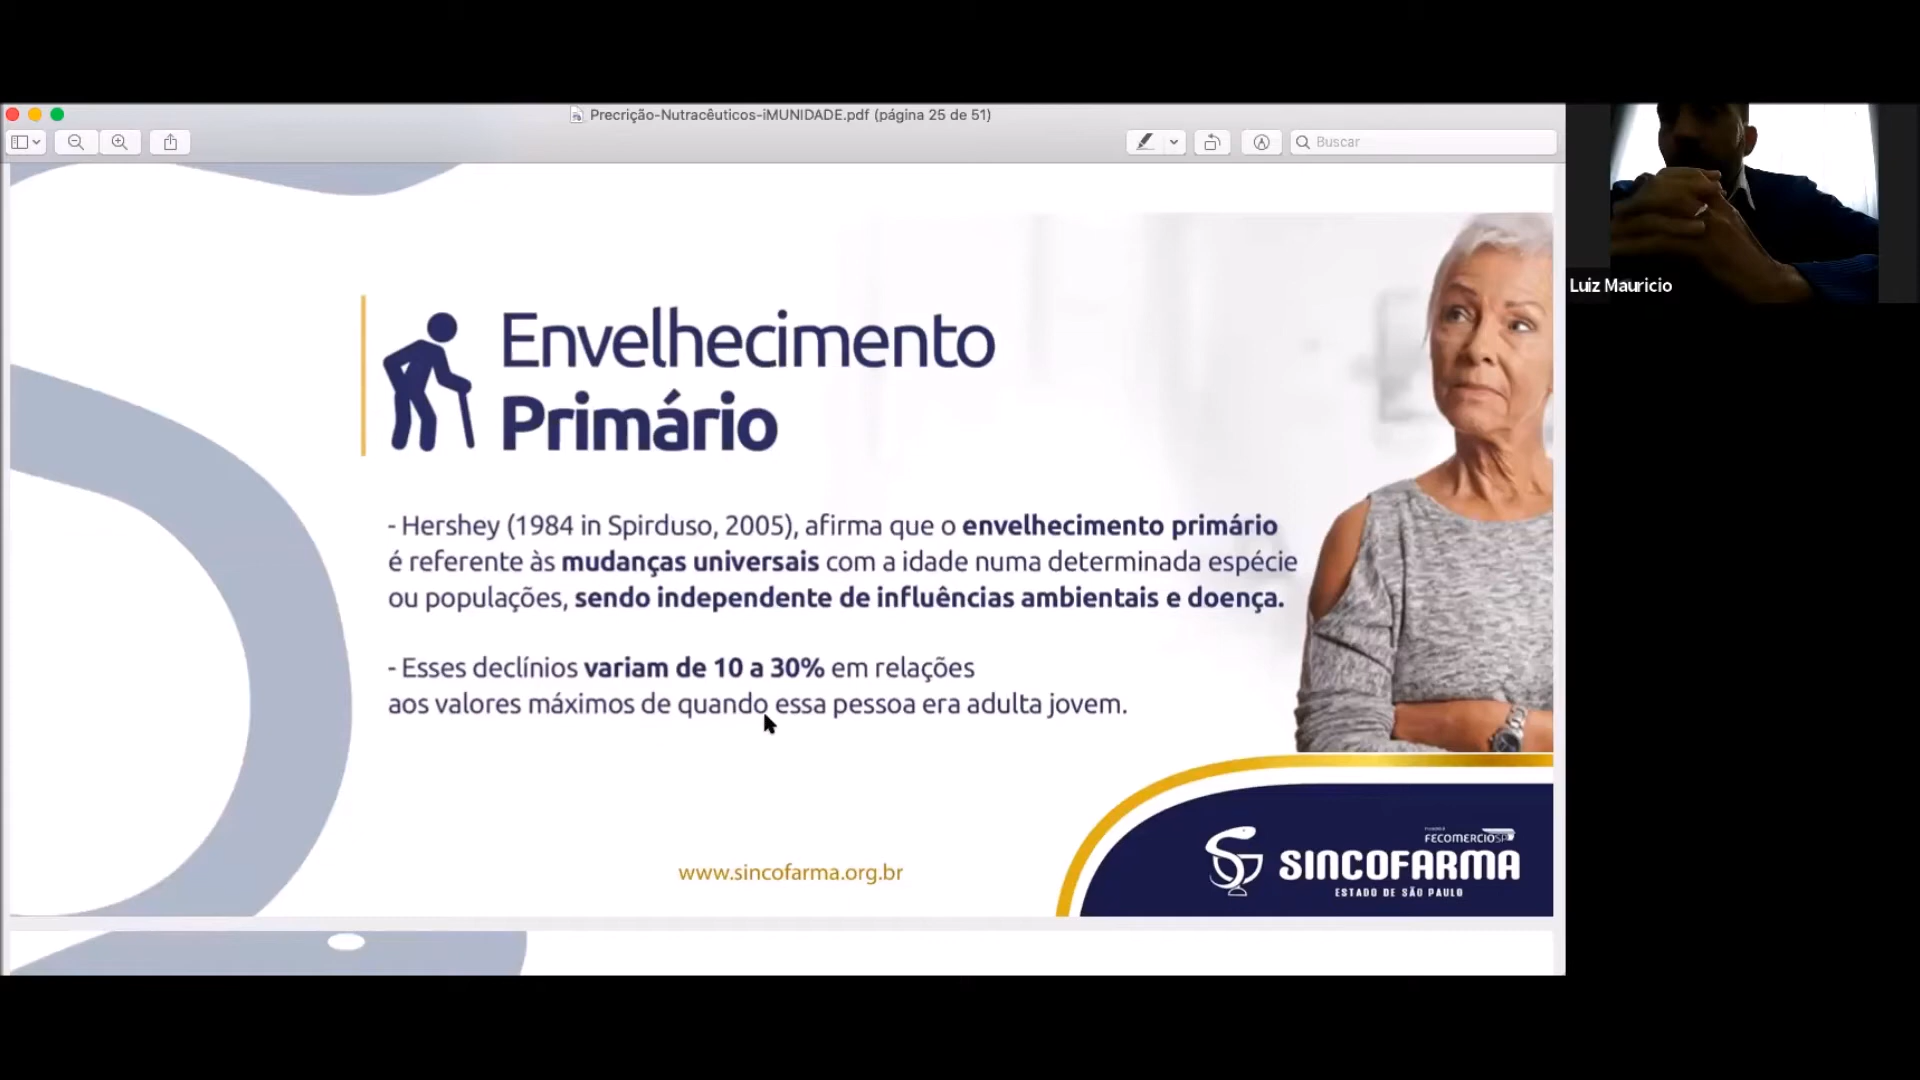 Precrição-Nutracêuticos-iMUNIDADE.pdf (página 25 de 51)
Buscar
Luiz Mauricio
Envelhecimento
Primário
- Hershey (1984 in Spirduso, 2005), afirma que o envelhecimento primário
é referente às mudanças universais com a idade numa determinada espécie
ou populações, sendo independente de influências ambientais e doença.
- Esses declínios variam de 10 a 30% em relações
aos valores máximos de quando essa pessoa era adulta jovem.
www.sincofarma.org.br
FECOMERCIO
SINCOFARMA
ESTADO DE SÃO PAULO